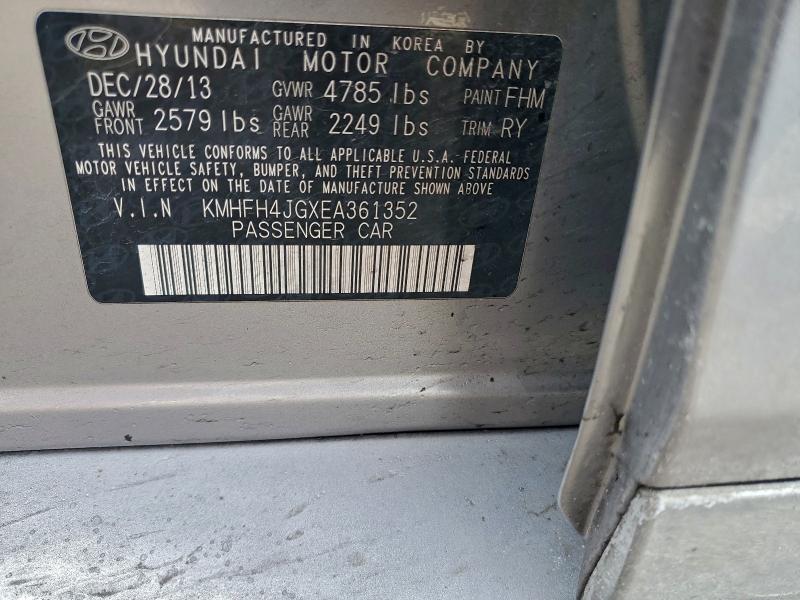 MANUFACTURED IN KOREA BY
HYUNDAI MOTOR COMPANY
DEC/28/13 GVWR 4785 lbs PAINT FHM
GAWR FRONT 2579 lbs GAWR REAR 2249 lbs TRIM RY
THIS VEHICLE CONFORMS TO ALL APPLICABLE U.S.A. FEDERAL
MOTOR VEHICLE SAFETY, BUMPER, AND THEFT PREVENTION STANDARDS
IN EFFECT ON THE DATE OF MANUFACTURE SHOWN ABOVE
V.I.N KMHFH4JGXEA361352
PASSENGER CAR